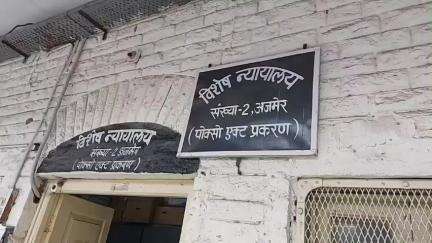 विशेष न्यायालय
संख्या-2 अजमेर
(पोक्सो एक्ट प्रकरण)
विशेष न्यायालय
संख्या-2, अजमेर
(पोक्सो एक्ट प्रकरण)